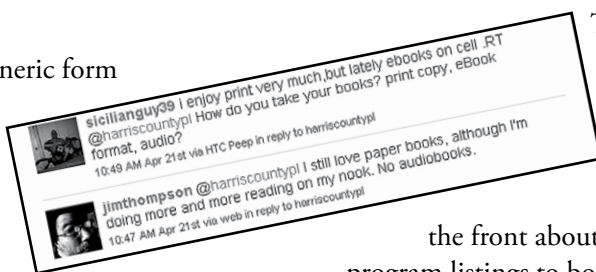 neric form
T
sicilianguy39 i enjoy print very much,but lately ebooks on cell .RT
@harriscountypl How do you take your books? print copy, eBook
format, audio?
10:49 AM Apr 21st via HTC Peep in reply to harriscountypl
jimthompson @harriscountypl I still love paper books, although I'm
doing more and more reading on my nook. No audiobooks.
10:47 AM Apr 21st via web in reply to harriscountypl
the front about
program listings to bo